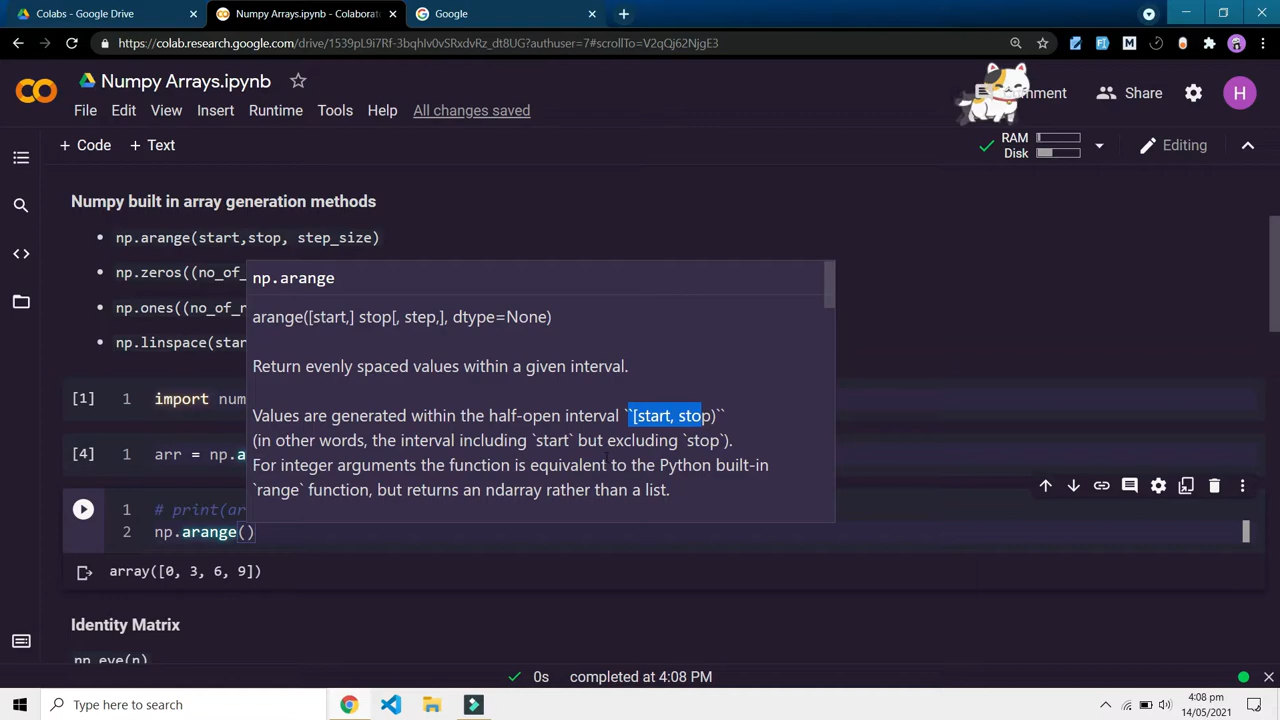 Colabs - Google Drive
Numpy Arrays.ipynb - Colaborat
Google
https://colab.research.google.com/drive/1539pL9i7Rf-3bqhIv0vSRxdvRz_dt8UG?authuser=7#scrollTo=V2qQj62NjgE3
Numpy Arrays.ipynb
File Edit View Insert Runtime Tools Help All changes saved
Comment Share H
+ Code + Text
RAM
Disk
Editing
Numpy built in array generation methods
• np.arange(start,stop, step_size)
• np.zeros((no_of_
• np.ones((no_of_r
• np.linspace(star
np.arange
arange([start,] stop[, step,], dtype=None)
Return evenly spaced values within a given interval.
Values are generated within the half-open interval ``[start, stop)``
(in other words, the interval including `start` but excluding `stop`).
For integer arguments the function is equivalent to the Python built-in
`range` function, but returns an ndarray rather than a list.
[1] 1 import num
[4] 1 arr = np.a
1 # print(ar
2 np.arange()
array([0, 3, 6, 9])
Identity Matrix
np.eye(n)
0s completed at 4:08 PM
Type here to search
4:08 pm
14/05/2021